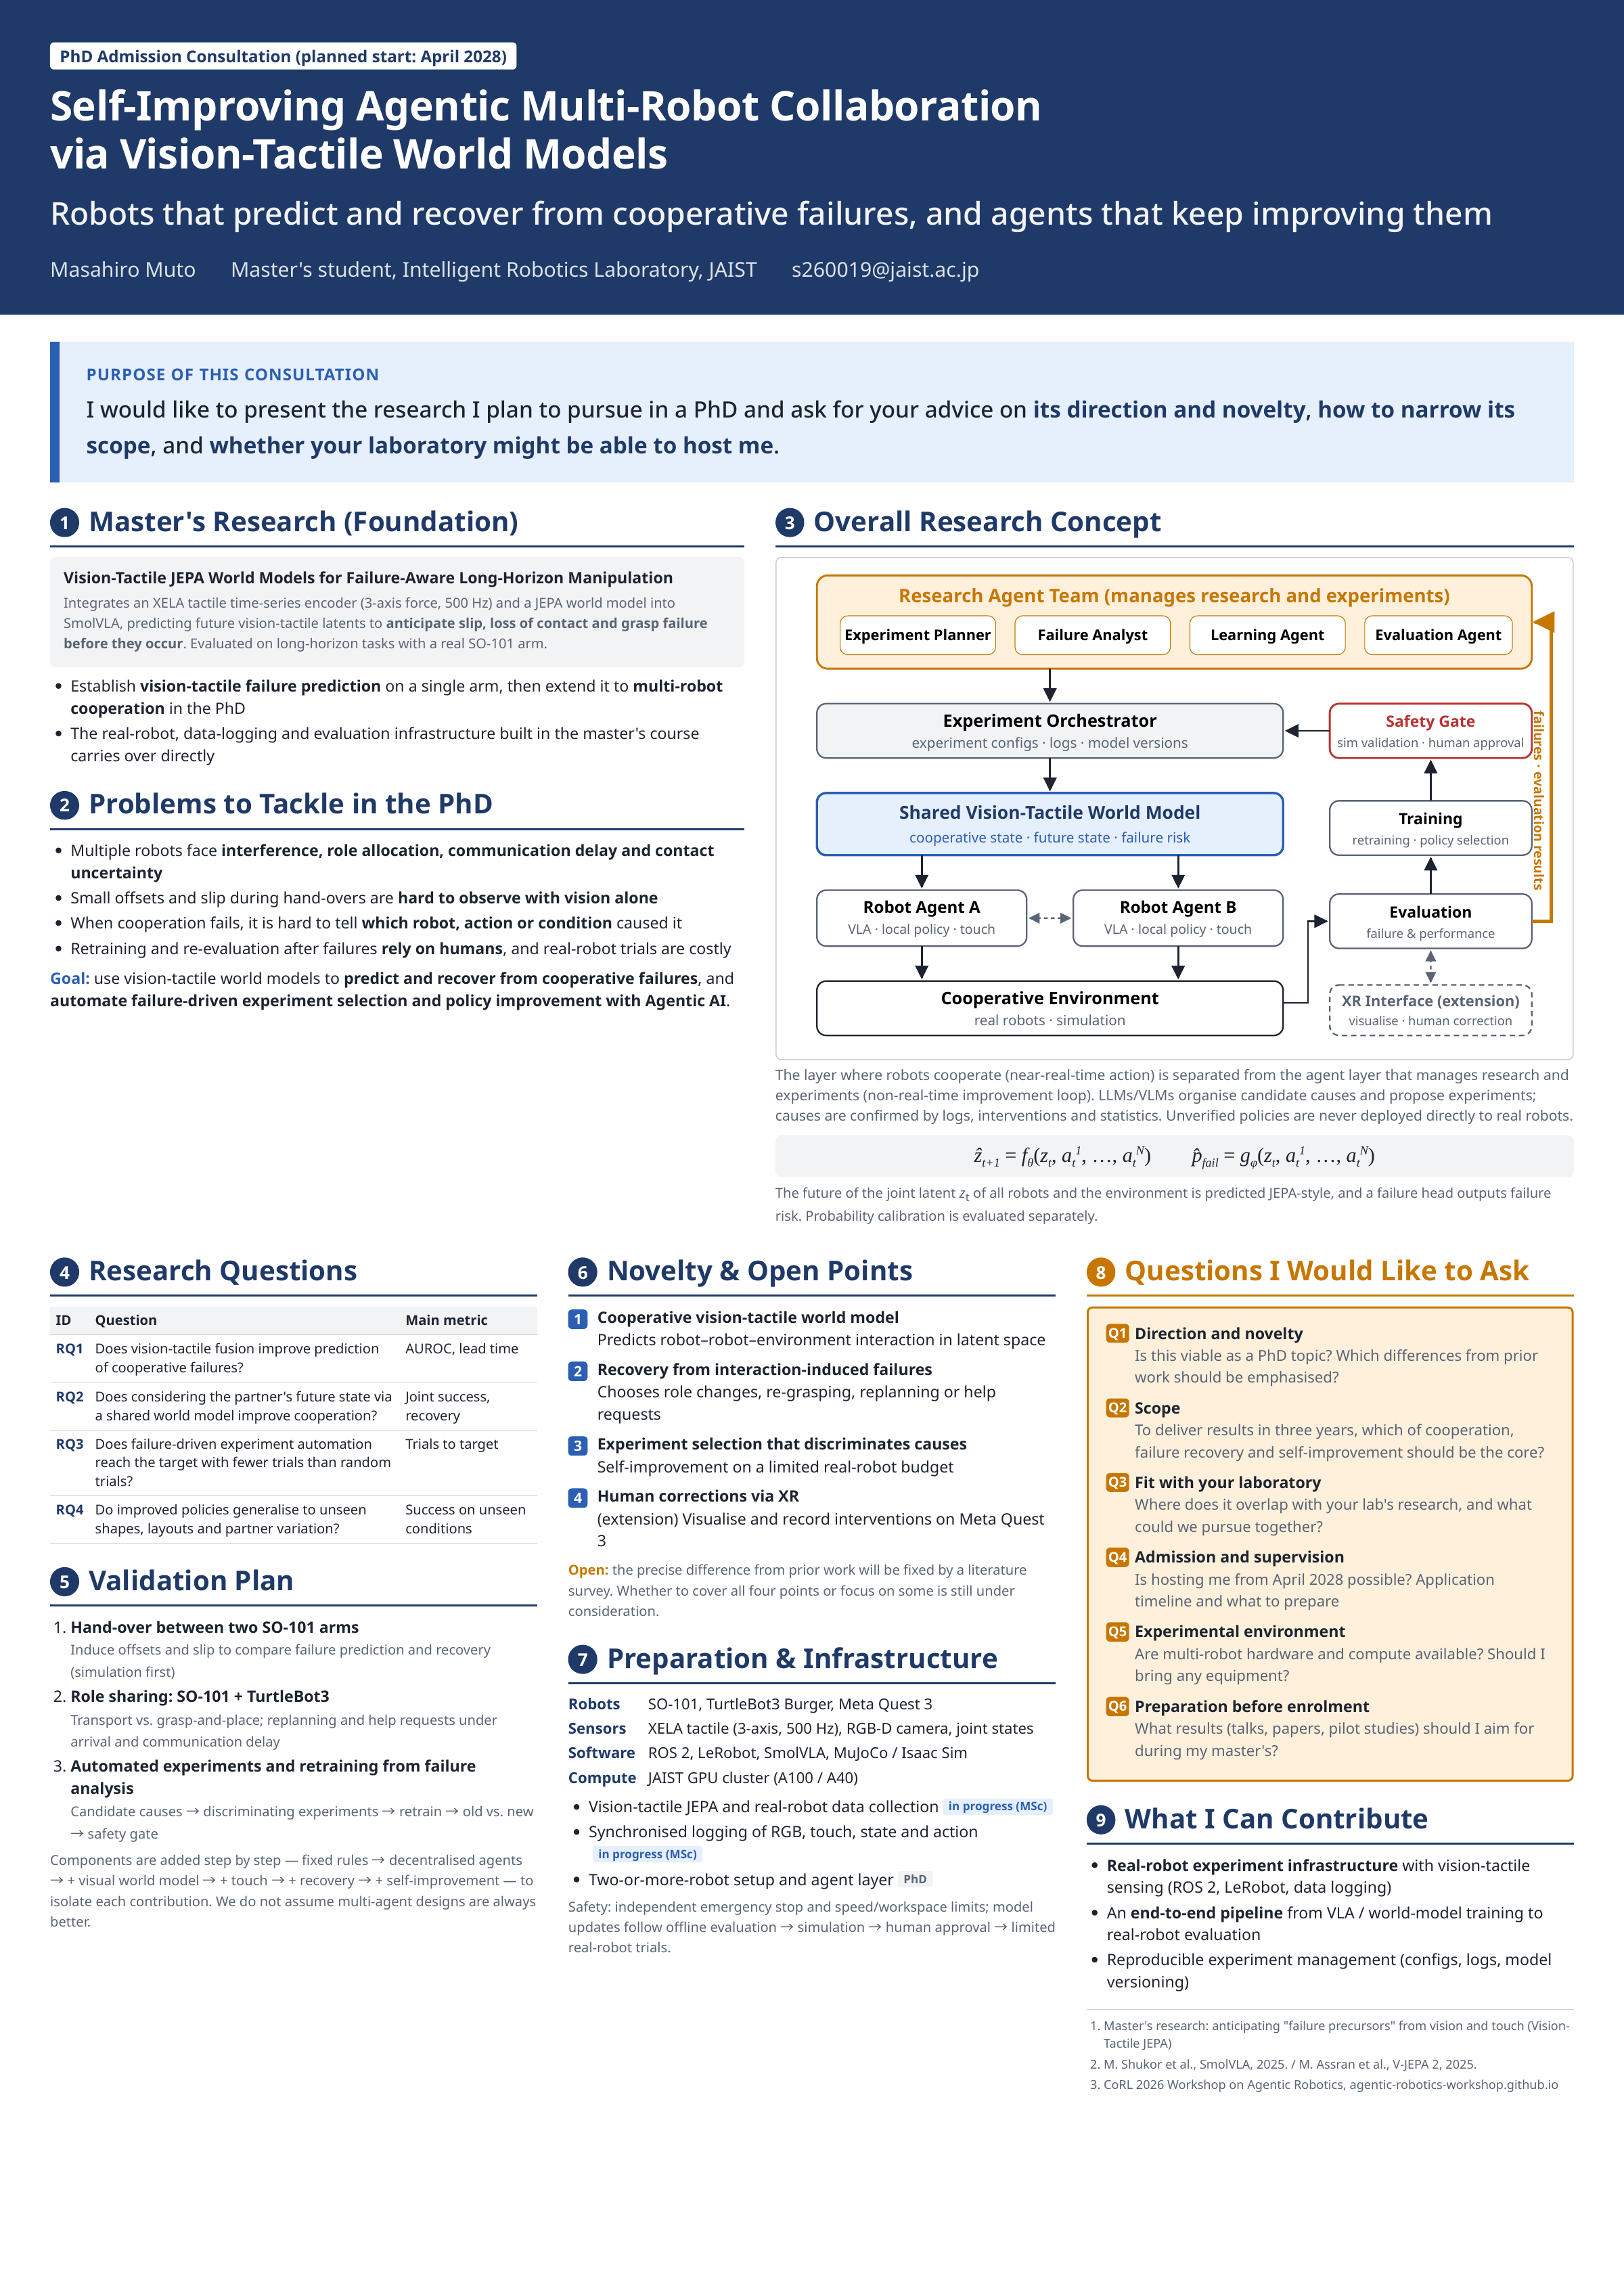 PhD Admission Consultation (planned start: April 2028)
Self-Improving Agentic Multi-Robot Collaboration
via Vision-Tactile World Models
Robots that predict and recover from cooperative failures, and agents that keep improving them
Masahiro Muto Master's student, Intelligent Robotics Laboratory, JAIST s260019@jaist.ac.jp
PURPOSE OF THIS CONSULTATION
I would like to present the research I plan to pursue in a PhD and ask for your advice on its direction and novelty, how to narrow its
scope, and whether your laboratory might be able to host me.
1 Master's Research (Foundation)
Vision-Tactile JEPA World Models for Failure-Aware Long-Horizon Manipulation
Integrates an XELA tactile time-series encoder (3-axis force, 500 Hz) and a JEPA world model into
SmolVLA, predicting future vision-tactile latents to anticipate slip, loss of contact and grasp failure
before they occur. Evaluated on long-horizon tasks with a real SO-101 arm.
• Establish vision-tactile failure prediction on a single arm, then extend it to multi-robot
cooperation in the PhD
• The real-robot, data-logging and evaluation infrastructure built in the master's course
carries over directly
2 Problems to Tackle in the PhD
• Multiple robots face interference, role allocation, communication delay and contact
uncertainty
• Small offsets and slip during hand-overs are hard to observe with vision alone
• When cooperation fails, it is hard to tell which robot, action or condition caused it
• Retraining and re-evaluation after failures rely on humans, and real-robot trials are costly
Goal: use vision-tactile world models to predict and recover from cooperative failures, and
automate failure-driven experiment selection and policy improvement with Agentic AI.
3 Overall Research Concept
Research Agent Team (manages research and experiments)
Experiment Planner
Failure Analyst
Learning Agent
Evaluation Agent
Experiment Orchestrator
experiment configs · logs · model versions
Safety Gate
sim validation · human approval
failures · evaluation results
Shared Vision-Tactile World Model
cooperative state · future state · failure risk
Training
retraining · policy selection
Robot Agent A
VLA · local policy · touch
Robot Agent B
VLA · local policy · touch
Evaluation
failure & performance
Cooperative Environment
real robots · simulation
XR Interface (extension)
visualise · human correction
The layer where robots cooperate (near-real-time action) is separated from the agent layer that manages research and
experiments (non-real-time improvement loop). LLMs/VLMs organise candidate causes and propose experiments;
causes are confirmed by logs, interventions and statistics. Unverified policies are never deployed directly to real robots.
ẑt+1 = fθ(zt, at1, …, atN) p̂fail = gφ(zt, at1, …, atN)
The future of the joint latent zt of all robots and the environment is predicted JEPA-style, and a failure head outputs failure
risk. Probability calibration is evaluated separately.
4 Research Questions
ID Question Main metric
RQ1 Does vision-tactile fusion improve prediction AUROC, lead time
of cooperative failures?
RQ2 Does considering the partner's future state via Joint success,
a shared world model improve cooperation? recovery
RQ3 Does failure-driven experiment automation Trials to target
reach the target with fewer trials than random
trials?
RQ4 Do improved policies generalise to unseen Success on unseen
shapes, layouts and partner variation? conditions
5 Validation Plan
1. Hand-over between two SO-101 arms
Induce offsets and slip to compare failure prediction and recovery
(simulation first)
2. Role sharing: SO-101 + TurtleBot3
Transport vs. grasp-and-place; replanning and help requests under
arrival and communication delay
3. Automated experiments and retraining from failure
analysis
Candidate causes → discriminating experiments → retrain → old vs. new
→ safety gate
Components are added step by step — fixed rules → decentralised agents
→ + visual world model → + touch → + recovery → + self-improvement — to
isolate each contribution. We do not assume multi-agent designs are always
better.
6 Novelty & Open Points
1 Cooperative vision-tactile world model
Predicts robot–robot–environment interaction in latent space
2 Recovery from interaction-induced failures
Chooses role changes, re-grasping, replanning or help
requests
3 Experiment selection that discriminates causes
Self-improvement on a limited real-robot budget
4 Human corrections via XR
(extension) Visualise and record interventions on Meta Quest
3
Open: the precise difference from prior work will be fixed by a literature
survey. Whether to cover all four points or focus on some is still under
consideration.
7 Preparation & Infrastructure
Robots SO-101, TurtleBot3 Burger, Meta Quest 3
Sensors XELA tactile (3-axis, 500 Hz), RGB-D camera, joint states
Software ROS 2, LeRobot, SmolVLA, MuJoCo / Isaac Sim
Compute JAIST GPU cluster (A100 / A40)
• Vision-tactile JEPA and real-robot data collection in progress (MSc)
• Synchronised logging of RGB, touch, state and action
in progress (MSc)
• Two-or-more-robot setup and agent layer PhD
Safety: independent emergency stop and speed/workspace limits; model
updates follow offline evaluation → simulation → human approval → limited
real-robot trials.
8 Questions I Would Like to Ask
Q1 Direction and novelty
Is this viable as a PhD topic? Which differences from prior
work should be emphasised?
Q2 Scope
To deliver results in three years, which of cooperation,
failure recovery and self-improvement should be the core?
Q3 Fit with your laboratory
Where does it overlap with your lab's research, and what
could we pursue together?
Q4 Admission and supervision
Is hosting me from April 2028 possible? Application
timeline and what to prepare
Q5 Experimental environment
Are multi-robot hardware and compute available? Should I
bring any equipment?
Q6 Preparation before enrolment
What results (talks, papers, pilot studies) should I aim for
during my master's?
9 What I Can Contribute
• Real-robot experiment infrastructure with vision-tactile
sensing (ROS 2, LeRobot, data logging)
• An end-to-end pipeline from VLA / world-model training to
real-robot evaluation
• Reproducible experiment management (configs, logs, model
versioning)
1. Master's research: anticipating "failure precursors" from vision and touch (Vision-
Tactile JEPA)
2. M. Shukor et al., SmolVLA, 2025. / M. Assran et al., V-JEPA 2, 2025.
3. CoRL 2026 Workshop on Agentic Robotics, agentic-robotics-workshop.github.io